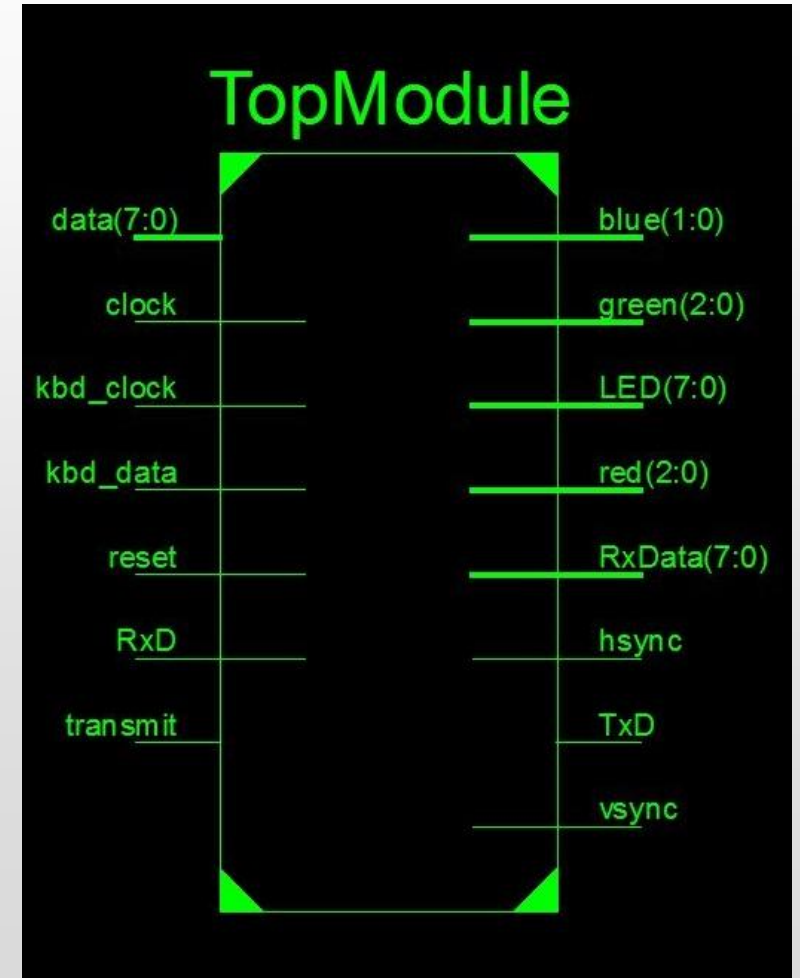 TopModule
data(7:0)
clock
kbd_clock
kbd_data
reset
RxD
transmit
blue(1:0)
green(2:0)
LED(7:0)
red(2:0)
RxData(7:0)
hsync
TxD
vsync